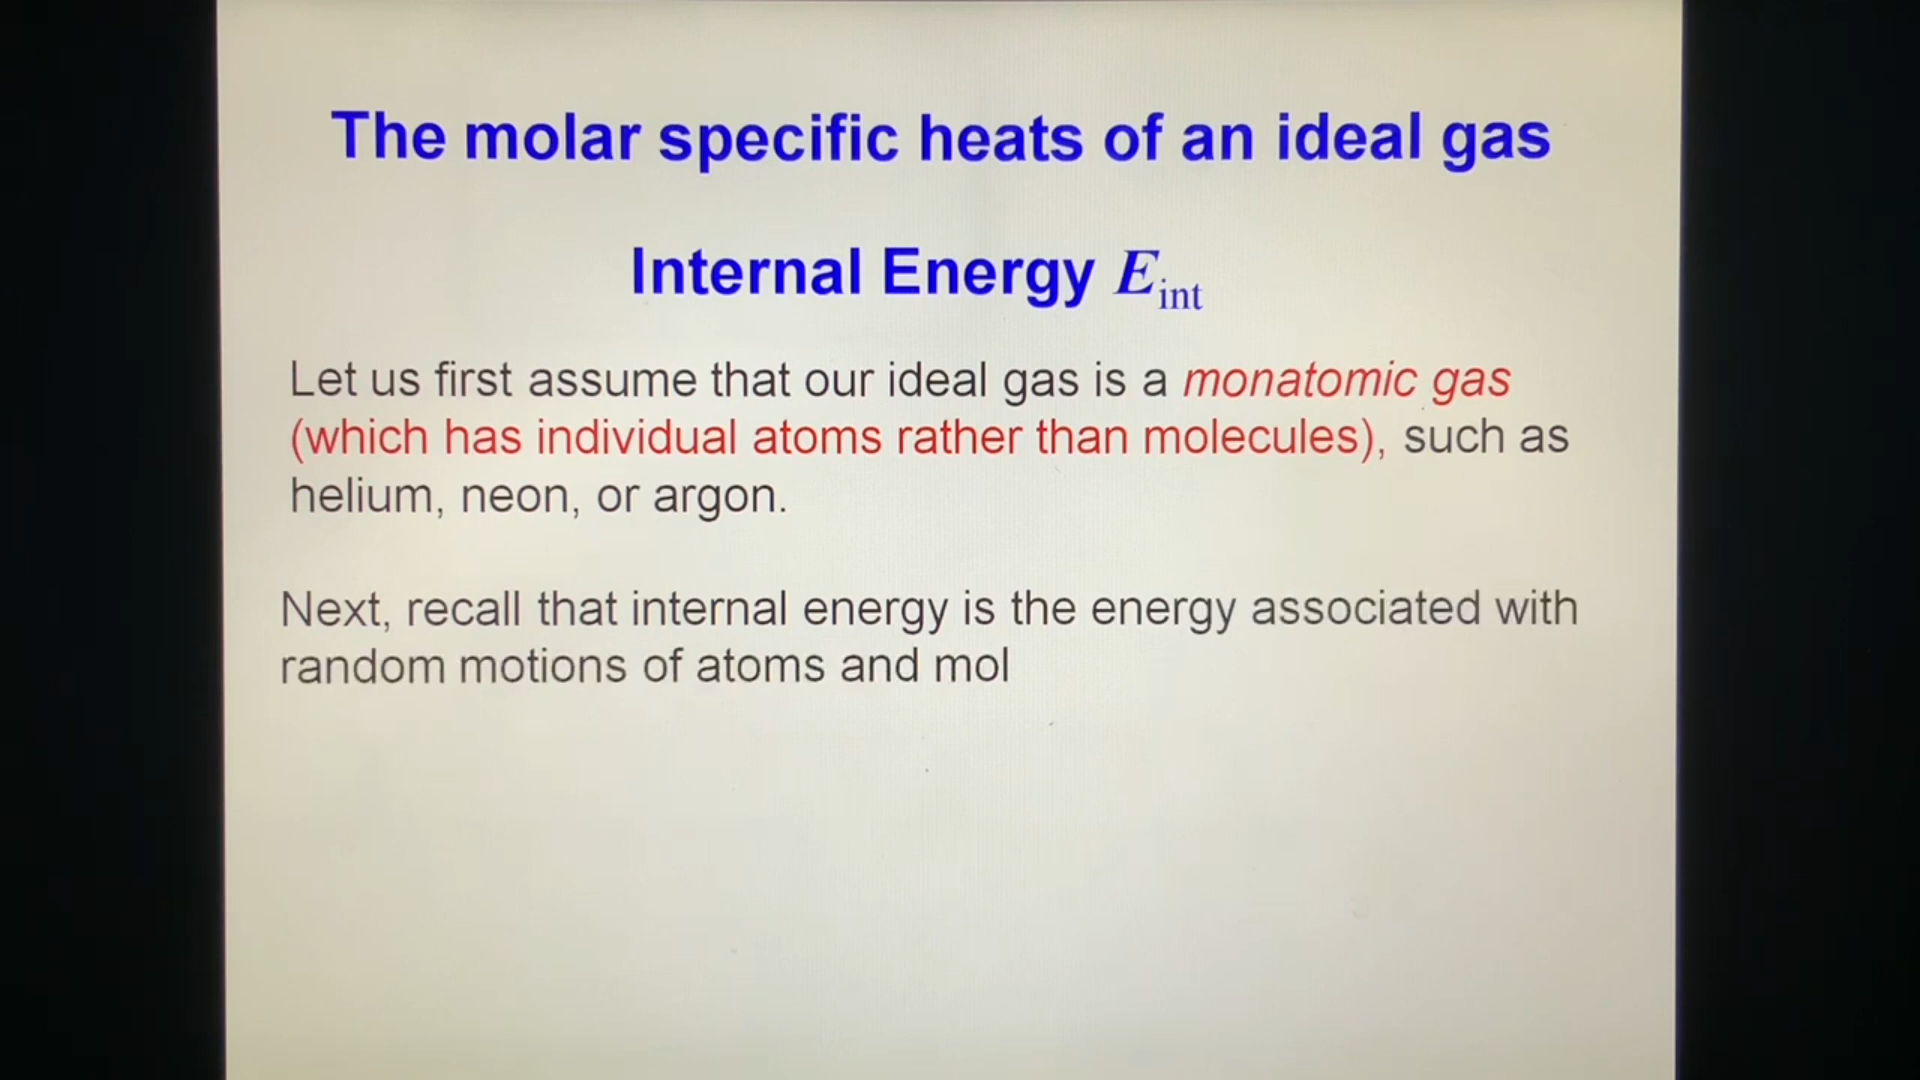 The molar specific heats of an ideal gas
Internal Energy E_int
Let us first assume that our ideal gas is a monatomic gas
(which has individual atoms rather than molecules), such as
helium, neon, or argon.
Next, recall that internal energy is the energy associated with
random motions of atoms and mol